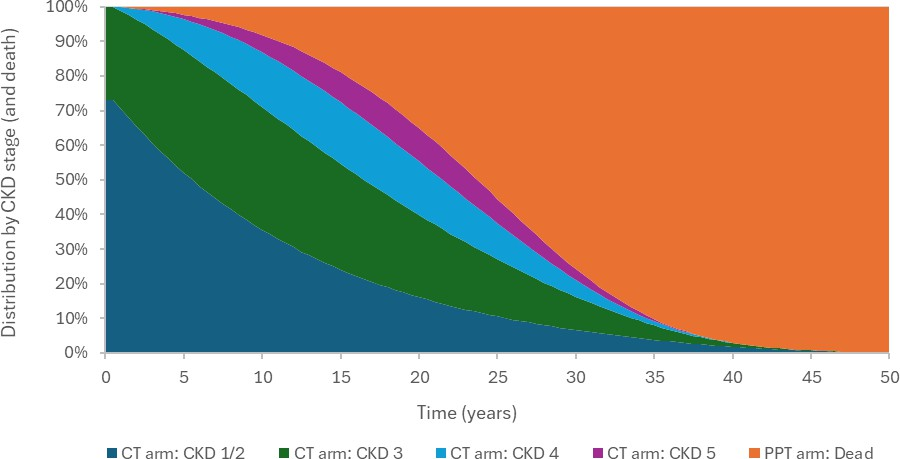 Distribution by CKD stage (and death)
100%
90%
80%
70%
60%
50%
40%
30%
20%
10%
0%
0 5 10 15 20 25 30 35 40 45 50
Time (years)
CT arm: CKD 1/2 CT arm: CKD 3 CT arm: CKD 4 CT arm: CKD 5 PPT arm: Dead